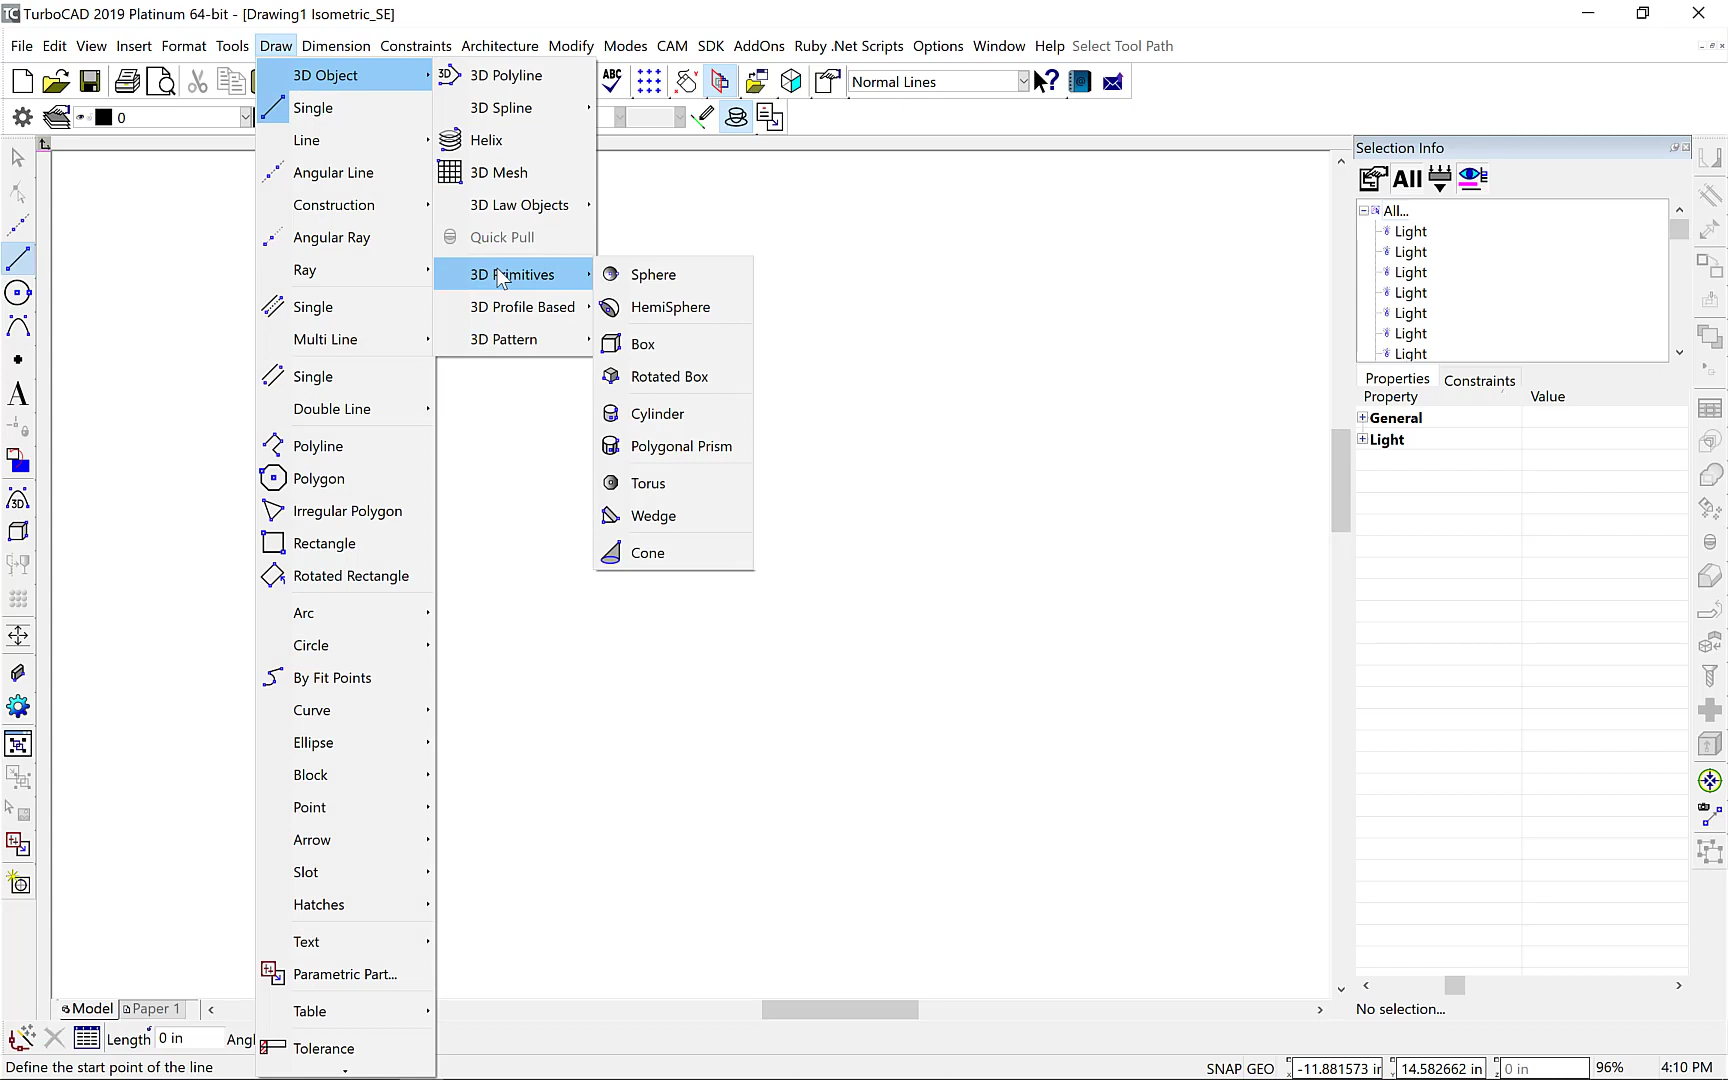 TurboCAD 2019 Platinum 64-bit - [Drawing1 Isometric_SE]
File Edit View Insert Format Tools Draw Dimension Constraints Architecture Modify Modes CAM SDK AddOns Ruby .Net Scripts Options Window Help Select Tool Path
ABC Normal Lines
0
3D Object
Single
Line
Angular Line
Construction
Angular Ray
Ray
Single
Multi Line
Single
Double Line
Polyline
Polygon
Irregular Polygon
Rectangle
Rotated Rectangle
Arc
Circle
By Fit Points
Curve
Ellipse
Block
Point
Arrow
Slot
Hatches
Text
Parametric Part...
Table
Tolerance
3D Polyline
3D Spline
Helix
3D Mesh
3D Law Objects
Quick Pull
3D Primitives
3D Profile Based
3D Pattern
Sphere
HemiSphere
Box
Rotated Box
Cylinder
Polygonal Prism
Torus
Wedge
Cone
Selection Info
All
All...
Light
Light
Light
Light
Light
Light
Light
Properties Constraints
Property Value
General
Light
No selection...
Model Paper 1
Length 0 in
Define the start point of the line
SNAP GEO -11.881573 14.582662 in 0 in 96% 4:10 PM